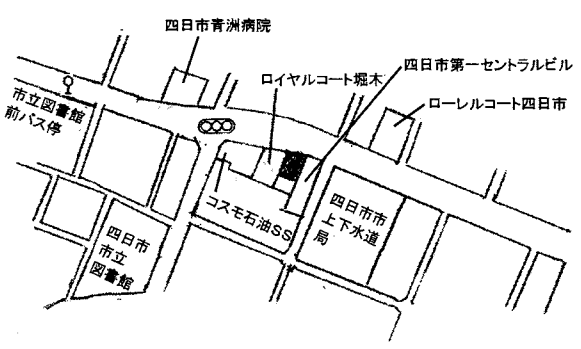 四日市青洲病院
四日市第一セントラルビル
ロイヤルコート堀木
ローレルコート四日市
市立図書館
前バス停
コスモ石油SS
四日市市
上下水道
局
四日市
市立
図書館